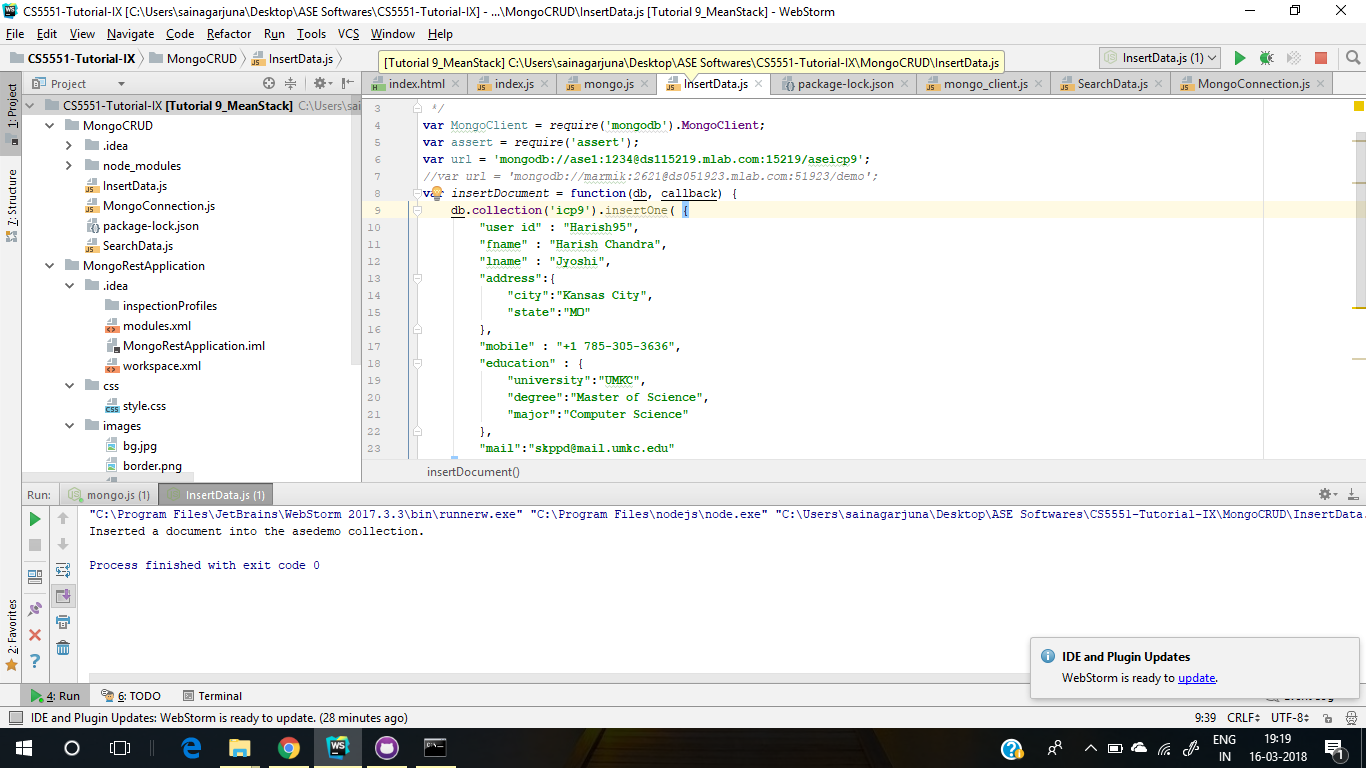 CS5551-Tutorial-IX [C:\Users\sainagarjuna\Desktop\ASE Softwares\CS5551-Tutorial-IX] - ...\MongoCRUD\InsertData.js [Tutorial 9_MeanStack] - WebStorm
File Edit View Navigate Code Refactor Run Tools VCS Window Help
CS5551-Tutorial-IX MongoCRUD InsertData.js
InsertData.js (1)
[Tutorial 9_MeanStack] C:\Users\sainagarjuna\Desktop\ASE Softwares\CS5551-Tutorial-IX\MongoCRUD\InsertData.js
Project
index.html index.js mongo.js InsertData.js package-lock.json mongo_client.js SearchData.js MongoConnection.js
1: Project
7: Structure
2: Favorites
CS5551-Tutorial-IX [Tutorial 9_MeanStack] C:\Users\sai
MongoCRUD
.idea
node_modules
InsertData.js
MongoConnection.js
package-lock.json
SearchData.js
MongoRestApplication
.idea
inspectionProfiles
modules.xml
MongoRestApplication.iml
workspace.xml
css
style.css
images
bg.jpg
border.png
3 */
4 var MongoClient = require('mongodb').MongoClient;
5 var assert = require('assert');
6 var url = 'mongodb://ase1:1234@ds115219.mlab.com:15219/aseicp9';
7 //var url = 'mongodb://marmik:2621@ds051923.mlab.com:51923/demo';
8 var insertDocument = function(db, callback) {
9 db.collection('icp9').insertOne( {
10 "user id" : "Harish95",
11 "fname" : "Harish Chandra",
12 "lname" : "Jyoshi",
13 "address":{
14 "city":"Kansas City",
15 "state":"MO"
16 },
17 "mobile" : "+1 785-305-3636",
18 "education" : {
19 "university":"UMKC",
20 "degree":"Master of Science",
21 "major":"Computer Science"
22 },
23 "mail":"skppd@mail.umkc.edu"
insertDocument()
Run: mongo.js (1) InsertData.js (1)
"C:\Program Files\JetBrains\WebStorm 2017.3.3\bin\runnerw.exe" "C:\Program Files\nodejs\node.exe" "C:\Users\sainagarjuna\Desktop\ASE Softwares\CS5551-Tutorial-IX\MongoCRUD\InsertData.
Inserted a document into the asedemo collection.
Process finished with exit code 0
IDE and Plugin Updates
WebStorm is ready to update.
4: Run 6: TODO Terminal
IDE and Plugin Updates: WebStorm is ready to update. (28 minutes ago)
9:39 CRLF UTF-8
ENG
IN
19:19
16-03-2018
1